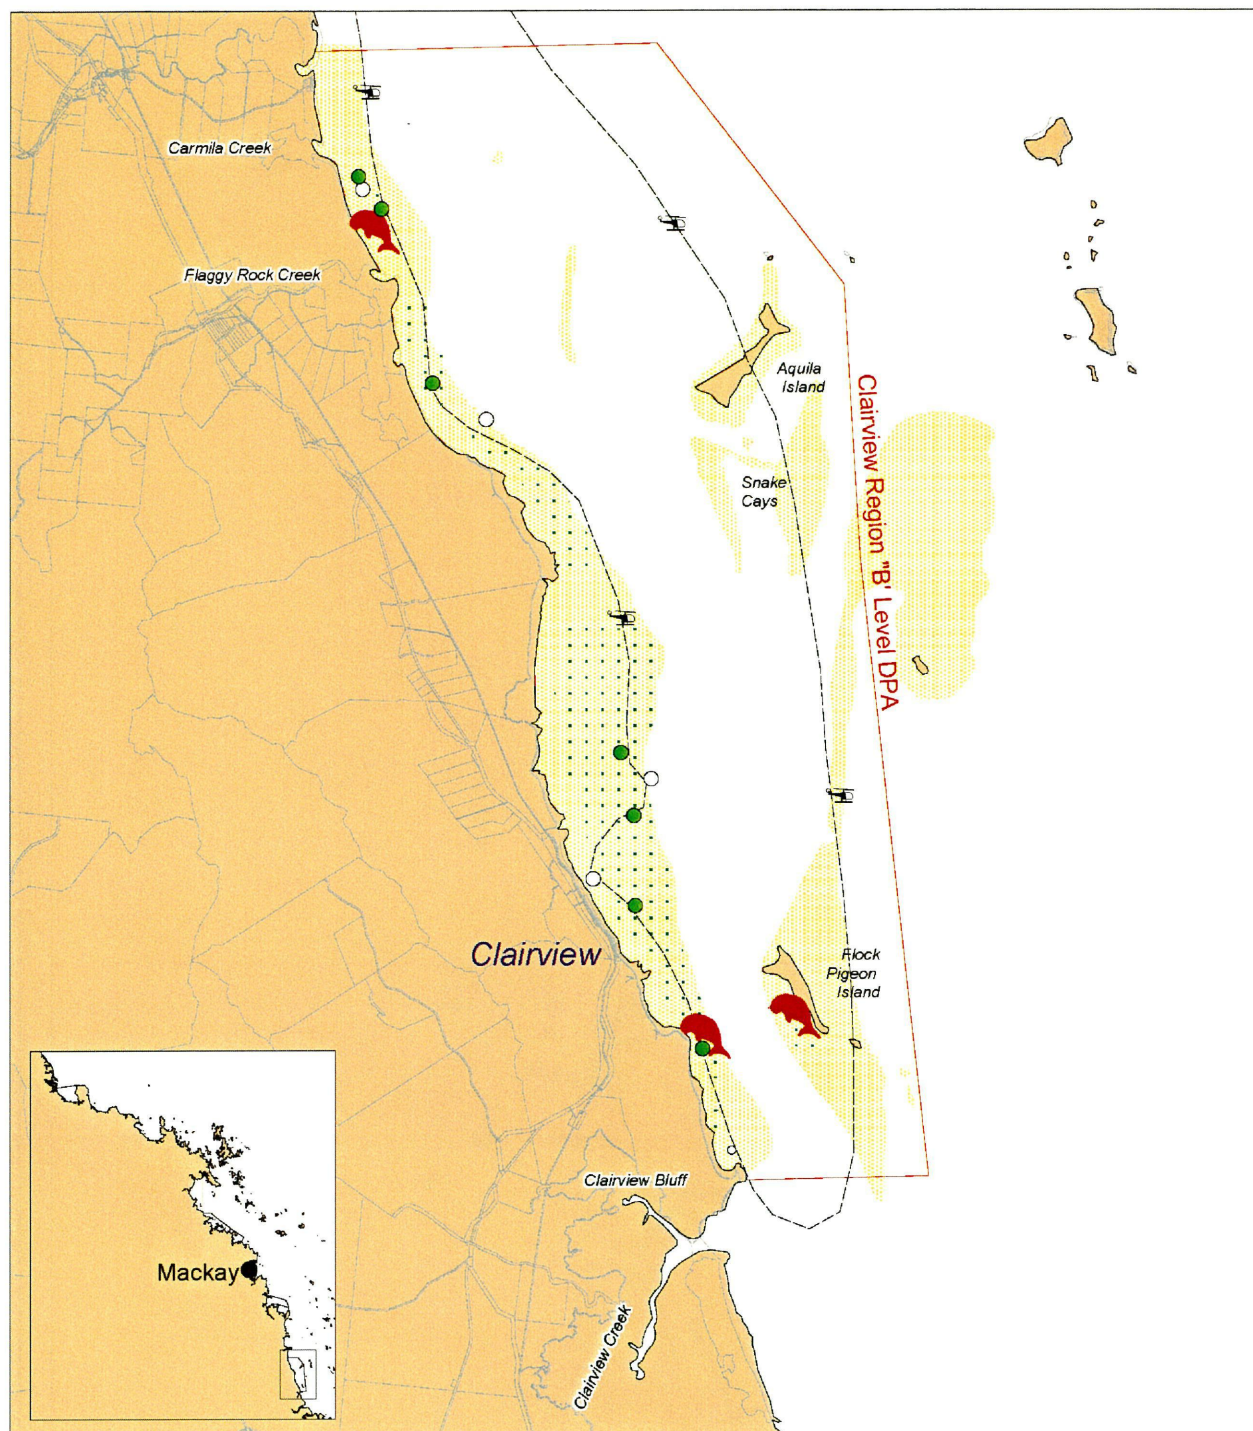 Carmila Creek
Flaggy Rock Creek
Aquila
Island
Clairview Region "B' Level DPA
Snake
Cays
Clairview
Flock
Pigeon
Island
Clairview Bluff
Mackay
Clairview Creek